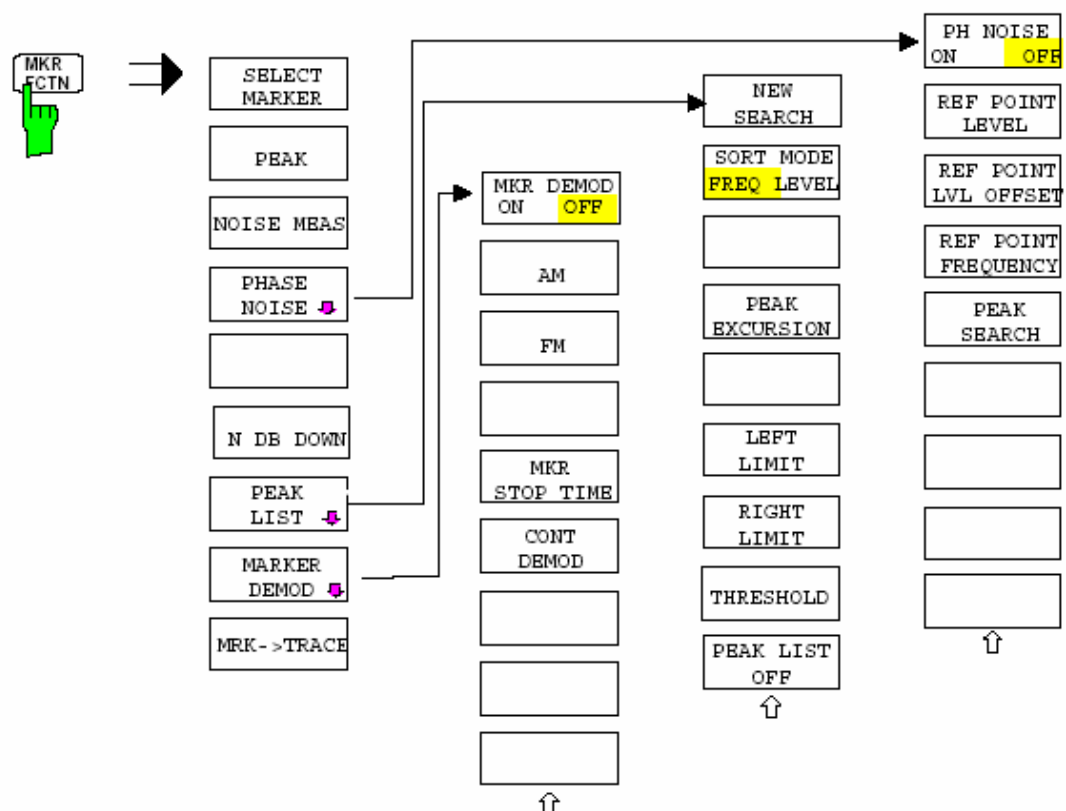 MKR
FCTN
SELECT
MARKER
PEAK
NOISE MEAS
PHASE
NOISE
N DB DOWN
PEAK
LIST
MARKER
DEMOD
MRK->TRACE
MKR DEMOD
ON OFF
AM
FM
MKR
STOP TIME
CONT
DEMOD
NEW
SEARCH
SORT MODE
FREQ LEVEL
PEAK
EXCURSION
LEFT
LIMIT
RIGHT
LIMIT
THRESHOLD
PEAK LIST
OFF
PH NOISE
ON OFF
REF POINT
LEVEL
REF POINT
LVL OFFSET
REF POINT
FREQUENCY
PEAK
SEARCH